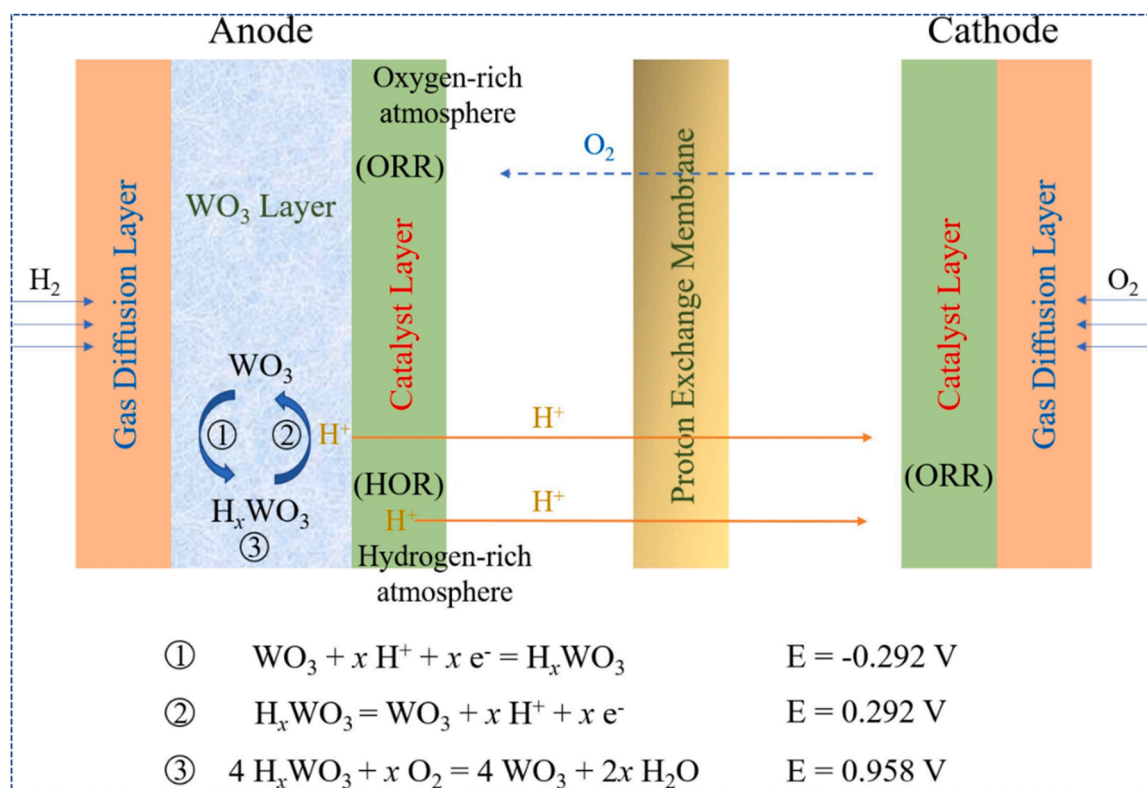 Anode
Cathode
Oxygen-rich
atmosphere
(ORR)
O₂
WO₃ Layer
H₂
O₂
Gas Diffusion Layer
Catalyst Layer
Proton Exchange Membrane
Catalyst Layer
Gas Diffusion Layer
WO₃
① ② H⁺
H⁺
HₓWO₃
③
(HOR)
(ORR)
H⁺
H⁺
Hydrogen-rich
atmosphere
① WO₃ + x H⁺ + x e⁻ = HₓWO₃ E = -0.292 V
② HₓWO₃ = WO₃ + x H⁺ + x e⁻ E = 0.292 V
③ 4 HₓWO₃ + x O₂ = 4 WO₃ + 2x H₂O E = 0.958 V